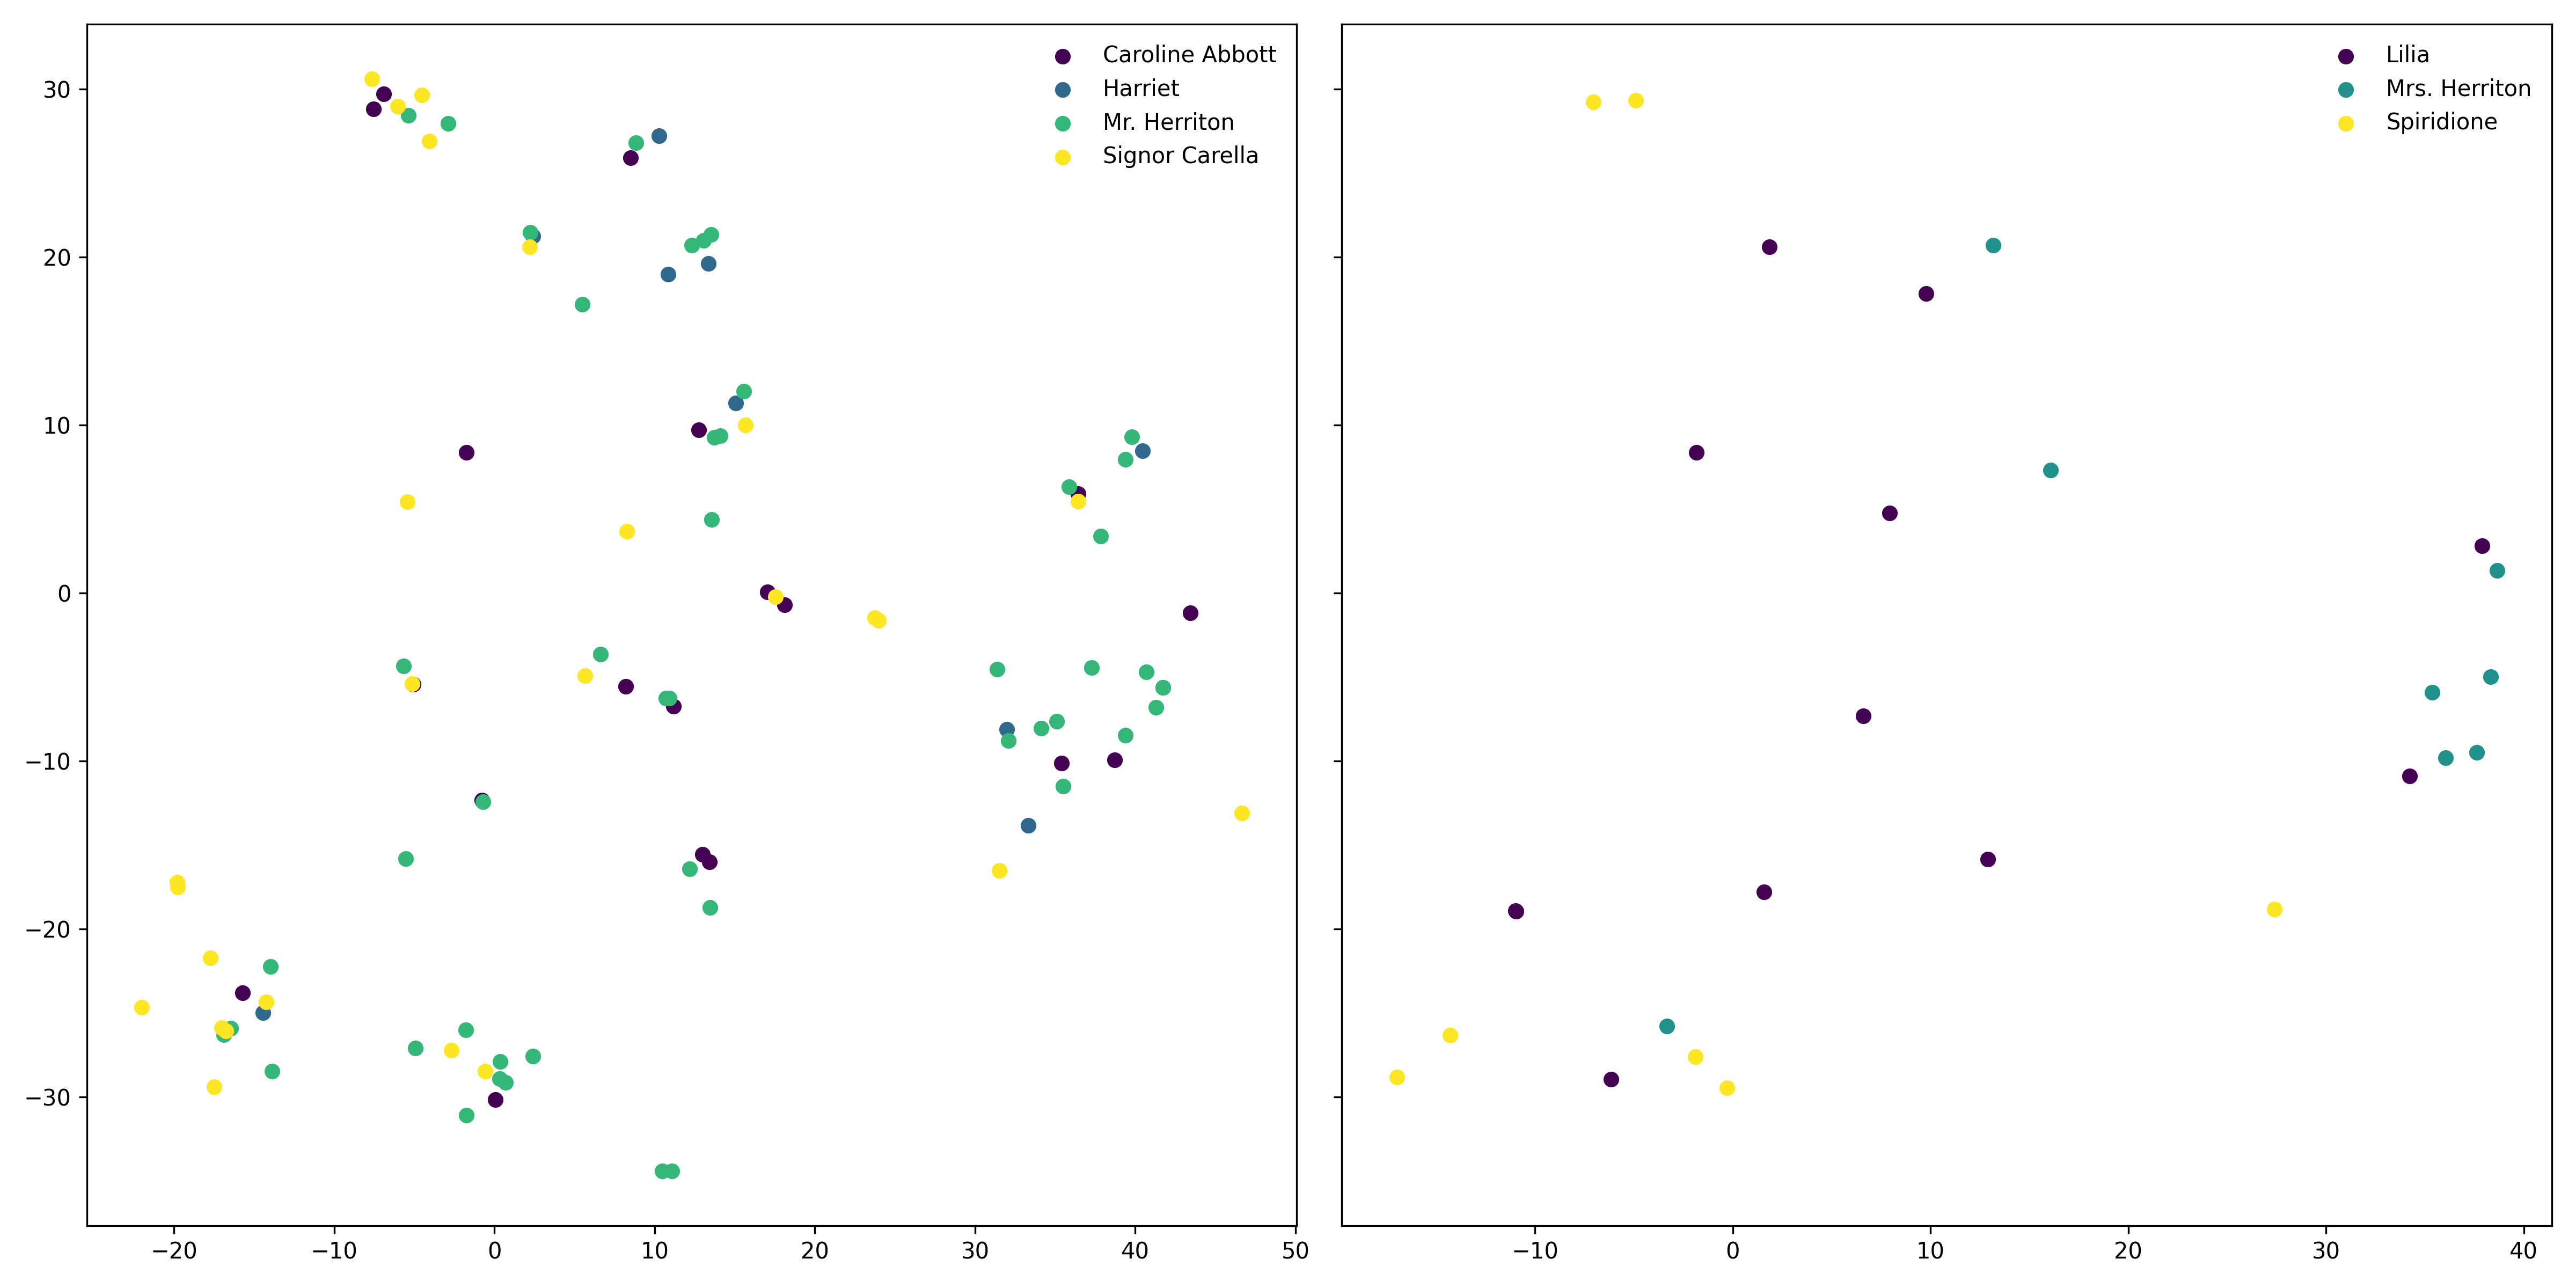 Caroline Abbott
Harriet
Mr. Herriton
Signor Carella
30
20
10
0
−10
−20
−30
−20 −10 0 10 20 30 40 50
Lilia
Mrs. Herriton
Spiridione
−10 0 10 20 30 40